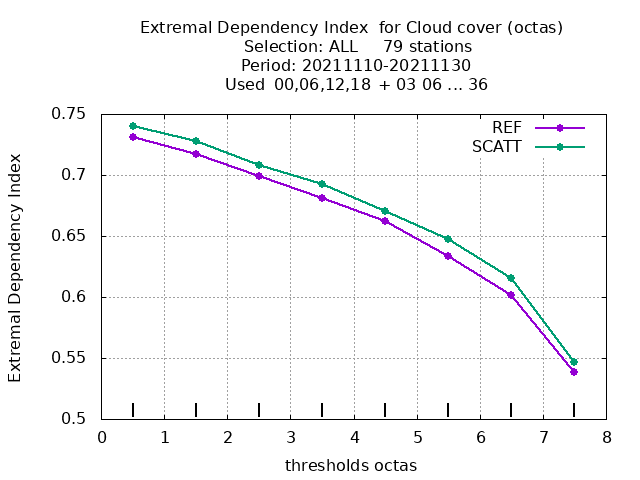 Extremal Dependency Index  for Cloud cover (octas)
Selection: ALL     79 stations
Period: 20211110-20211130
Used  00,06,12,18 + 03 06 ... 36
REF
SCATT
0.75
0.7
0.65
0.6
0.55
0.5
Extremal Dependency Index
0 1 2 3 4 5 6 7 8
thresholds octas